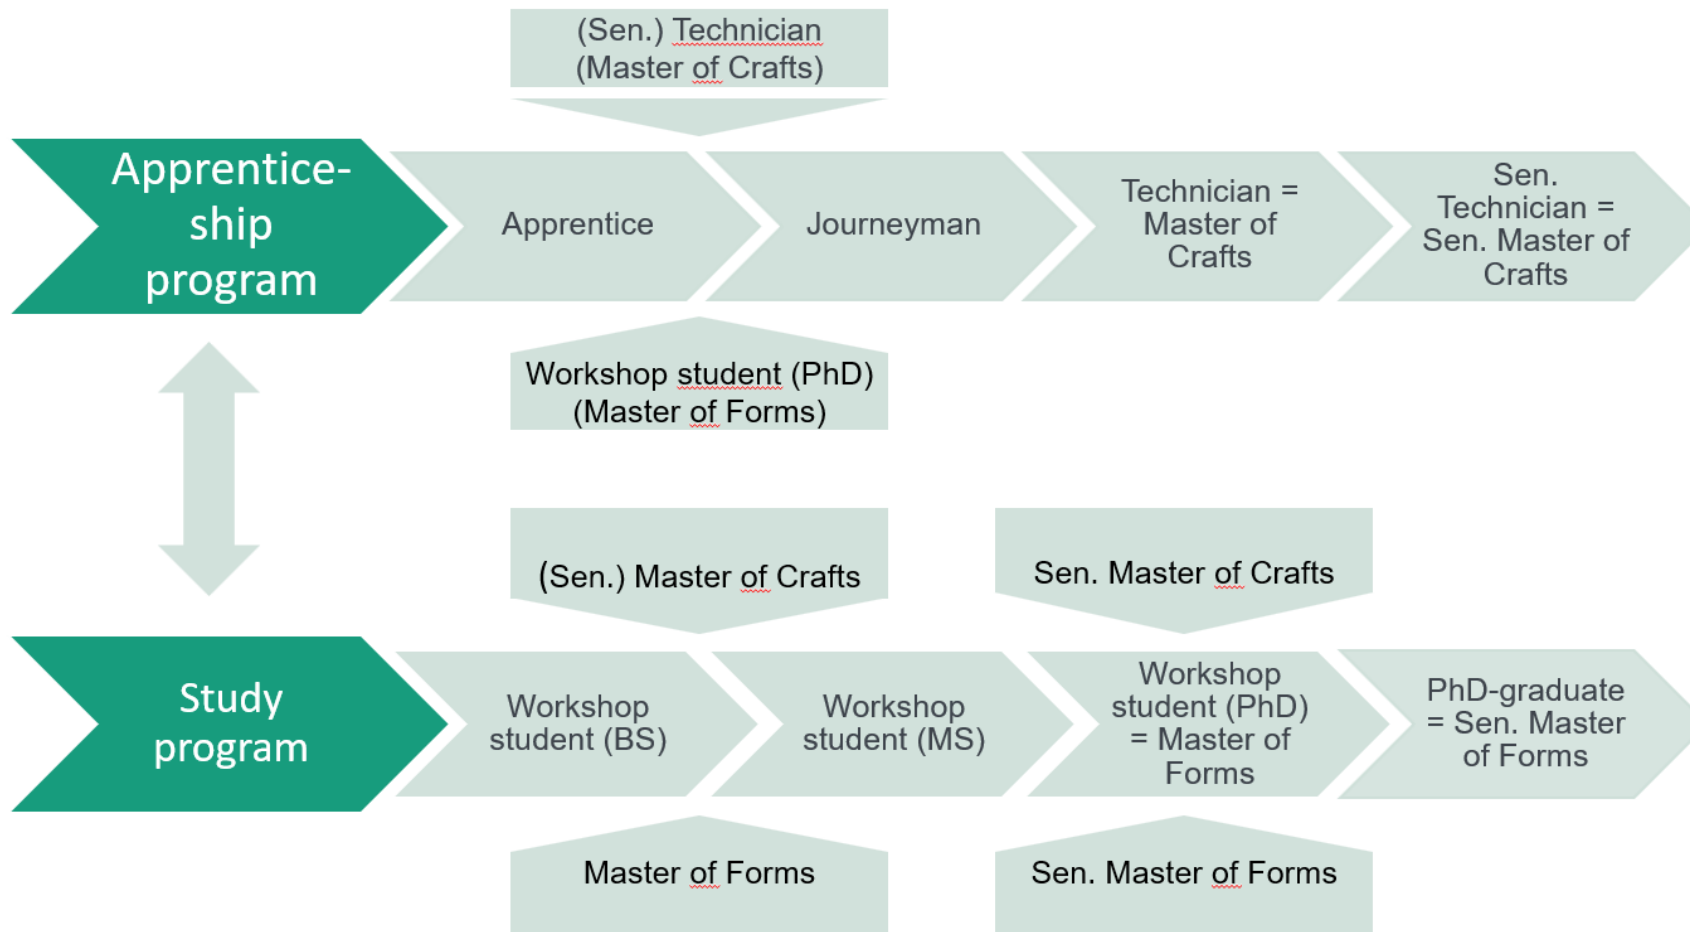 (Sen.) Technician
(Master of Crafts)
Apprentice-
ship
program
Apprentice
Journeyman
Technician =
Master of
Crafts
Sen.
Technician =
Sen. Master of
Crafts
Workshop student (PhD)
(Master of Forms)
(Sen.) Master of Crafts
Sen. Master of Crafts
Study
program
Workshop
student (BS)
Workshop
student (MS)
Workshop
student (PhD)
= Master of
Forms
PhD-graduate
= Sen. Master
of Forms
Master of Forms
Sen. Master of Forms